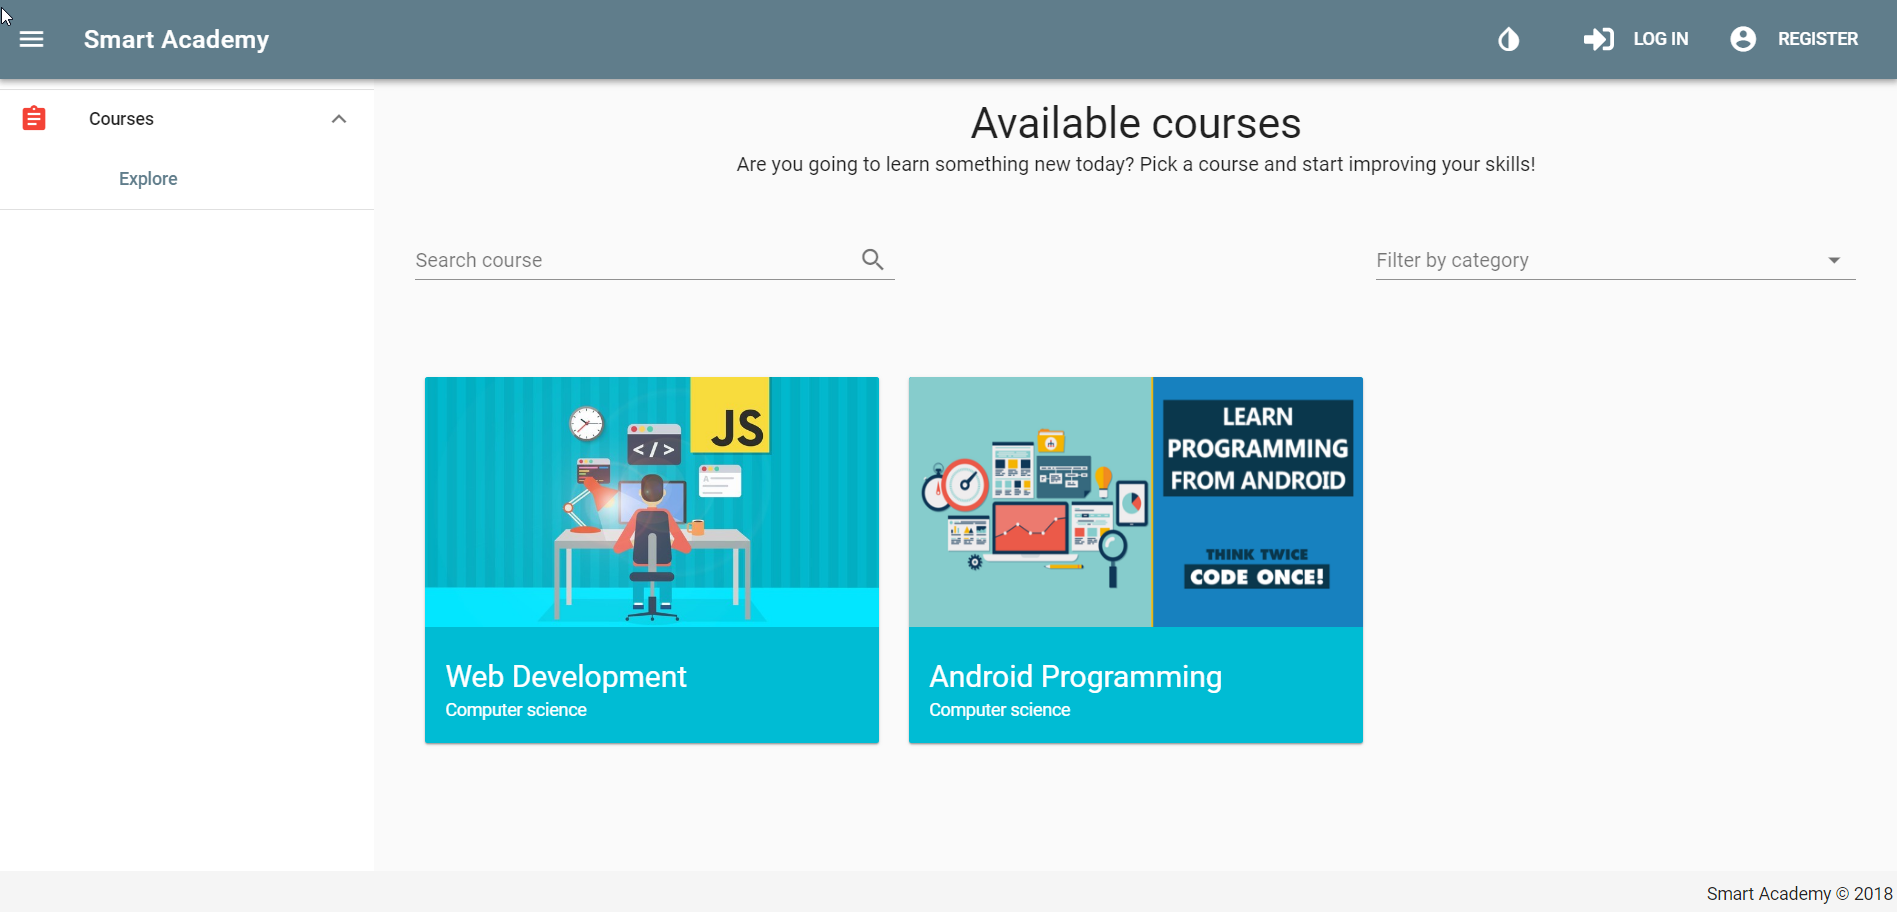 Smart Academy
LOG IN
REGISTER
Courses
Explore
Available courses
Are you going to learn something new today? Pick a course and start improving your skills!
Search course
Filter by category
JS
</>
LEARN
PROGRAMMING
FROM ANDROID
THINK TWICE
CODE ONCE!
Web Development
Computer science
Android Programming
Computer science
Smart Academy © 2018